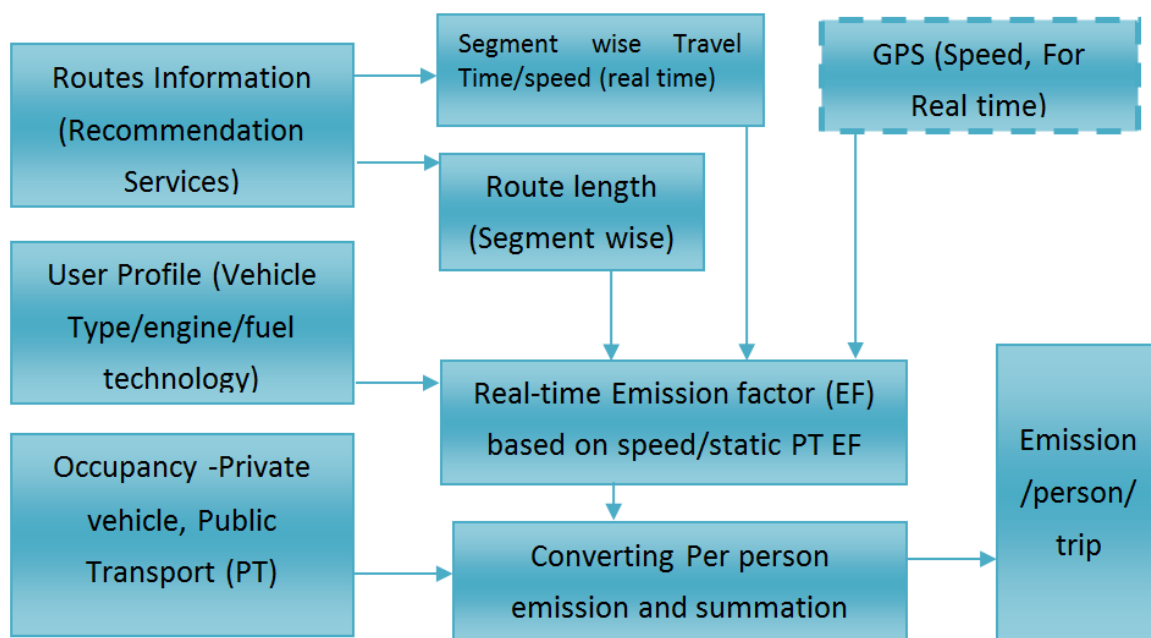 Routes Information
(Recommendation
Services)
Segment wise Travel
Time/speed (real time)
GPS (Speed, For
Real time)
Route length
(Segment wise)
User Profile (Vehicle
Type/engine/fuel
technology)
Real-time Emission factor (EF)
based on speed/static PT EF
Occupancy -Private
vehicle, Public
Transport (PT)
Converting Per person
emission and summation
Emission
/person/
trip